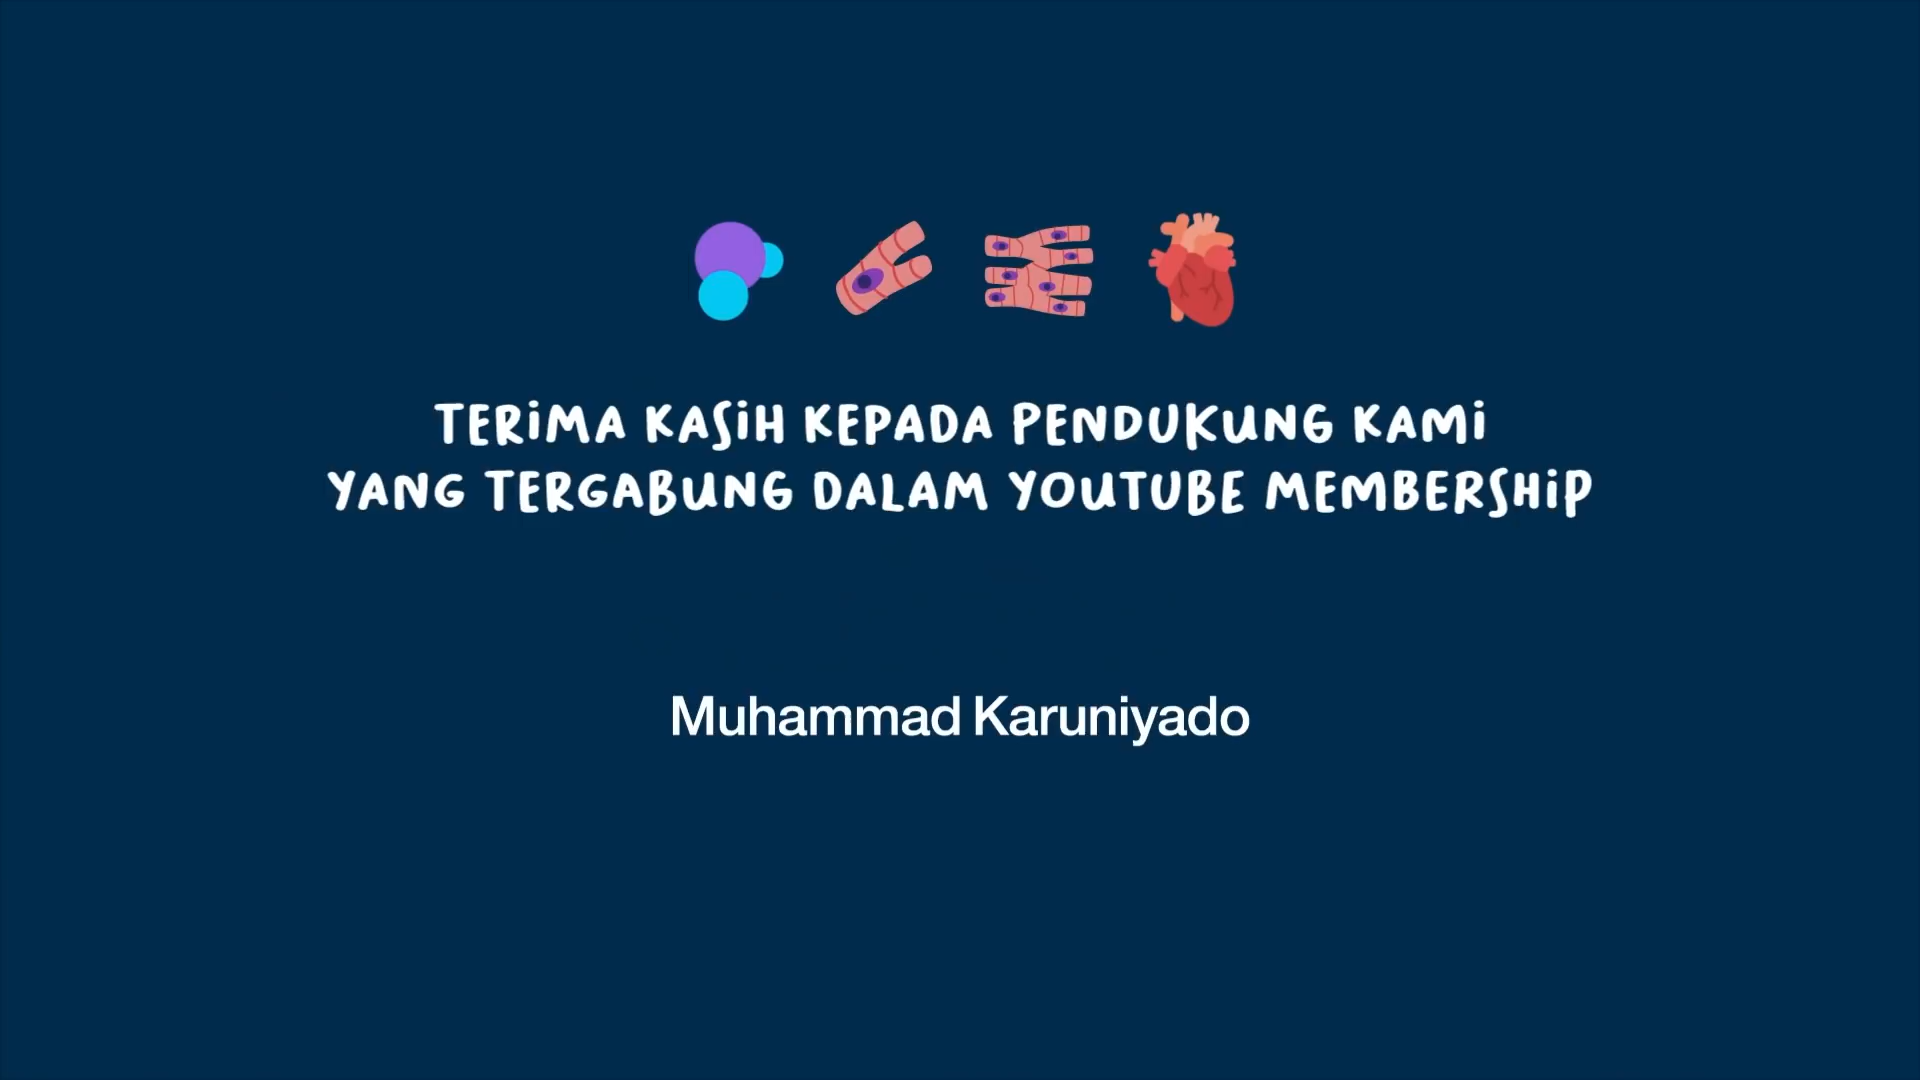 TERIMA KASIH KEPADA PENDUKUNG KAMI
YANG TERGABUNG DALAM YOUTUBE MEMBERSHIP
Muhammad Karuniyado